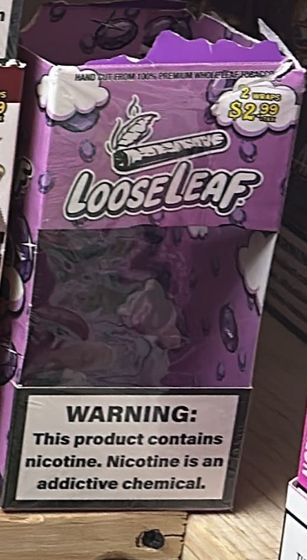 HAND CUT FROM 100% PREMIUM WHOLE LEAF TOBACCO
2 WRAPS
$2.99
LOOSELEAF
WARNING:
This product contains
nicotine. Nicotine is an
addictive chemical.